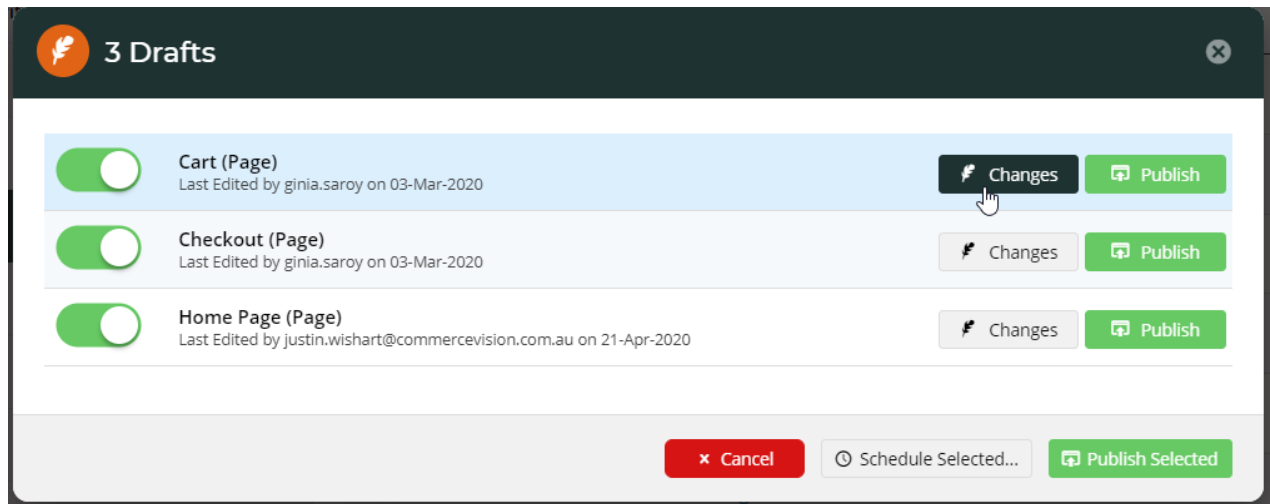 3 Drafts
Cart (Page)
Last Edited by ginia.saroy on 03-Mar-2020
Changes
Publish
Checkout (Page)
Last Edited by ginia.saroy on 03-Mar-2020
Changes
Publish
Home Page (Page)
Last Edited by justin.wishart@commercevision.com.au on 21-Apr-2020
Changes
Publish
× Cancel
Schedule Selected...
Publish Selected